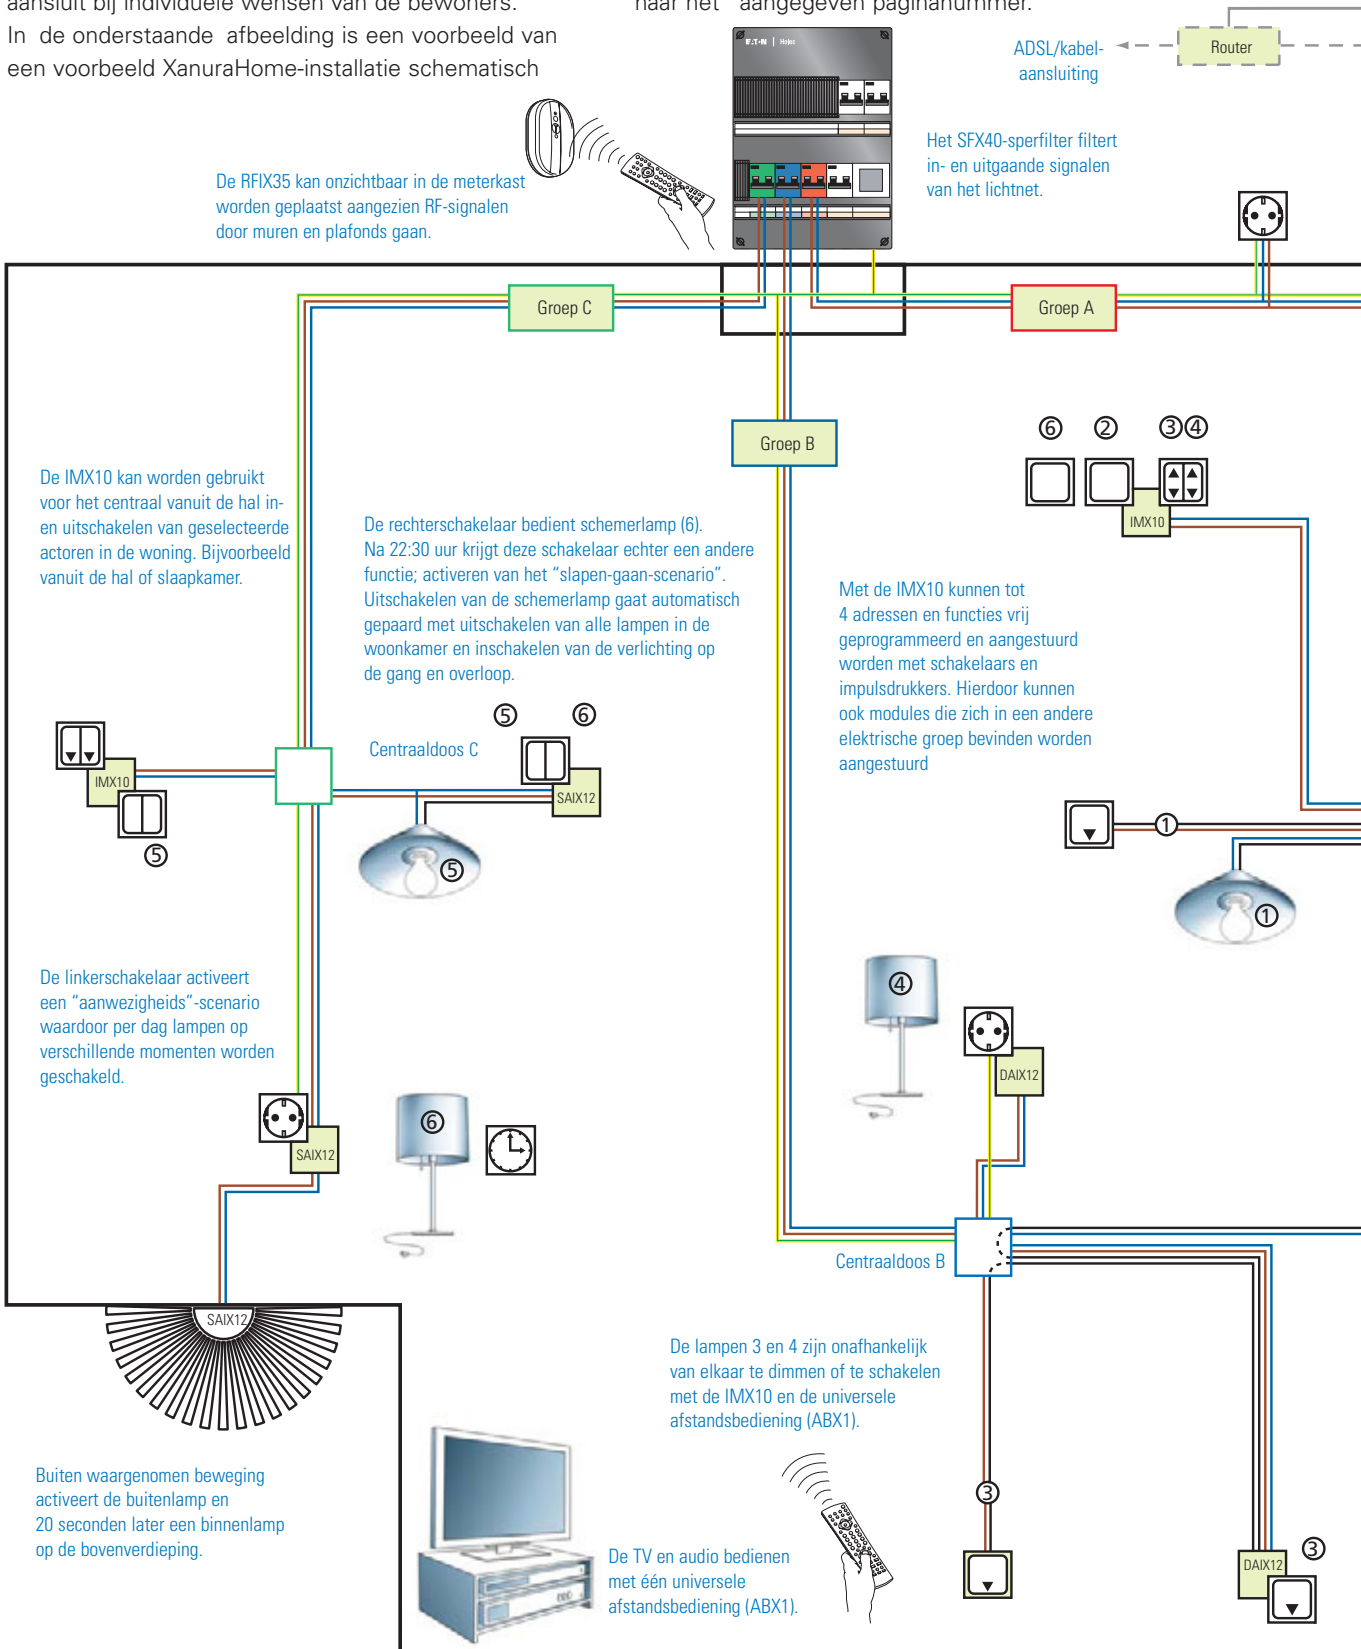 aansluit bij individuele wensen van de bewoners.
In de onderstaande afbeelding is een voorbeeld van
een voorbeeld XanuraHome-installatie schematisch
naar het aangegeven paginanummer.
E·T·N | Holec
ADSL/kabel-
aansluiting
Router
Het SFX40-sperfilter filtert
in- en uitgaande signalen
van het lichtnet.
De RFIX35 kan onzichtbaar in de meterkast
worden geplaatst aangezien RF-signalen
door muren en plafonds gaan.
Groep C
Groep A
Groep B
⑥ ② ③④
IMX10
De IMX10 kan worden gebruikt
voor het centraal vanuit de hal in-
en uitschakelen van geselecteerde
actoren in de woning. Bijvoorbeeld
vanuit de hal of slaapkamer.
De rechterschakelaar bedient schemerlamp (6).
Na 22:30 uur krijgt deze schakelaar echter een andere
functie; activeren van het “slapen-gaan-scenario”.
Uitschakelen van de schemerlamp gaat automatisch
gepaard met uitschakelen van alle lampen in de
woonkamer en inschakelen van de verlichting op
de gang en overloop.
Met de IMX10 kunnen tot
4 adressen en functies vrij
geprogrammeerd en aangestuurd
worden met schakelaars en
impulsdrukkers. Hierdoor kunnen
ook modules die zich in een andere
elektrische groep bevinden worden
aangestuurd
⑤ ⑥
Centraaldoos C
IMX10
SAIX12
⑤
⑤
①
①
De linkerschakelaar activeert
een “aanwezigheids”-scenario
waardoor per dag lampen op
verschillende momenten worden
geschakeld.
④
DAIX12
⑥
SAIX12
Centraaldoos B
SAIX12
De lampen 3 en 4 zijn onafhankelijk
van elkaar te dimmen of te schakelen
met de IMX10 en de universele
afstandsbediening (ABX1).
Buiten waargenomen beweging
activeert de buitenlamp en
20 seconden later een binnenlamp
op de bovenverdieping.
De TV en audio bedienen
met één universele
afstandsbediening (ABX1).
③
DAIX12
③